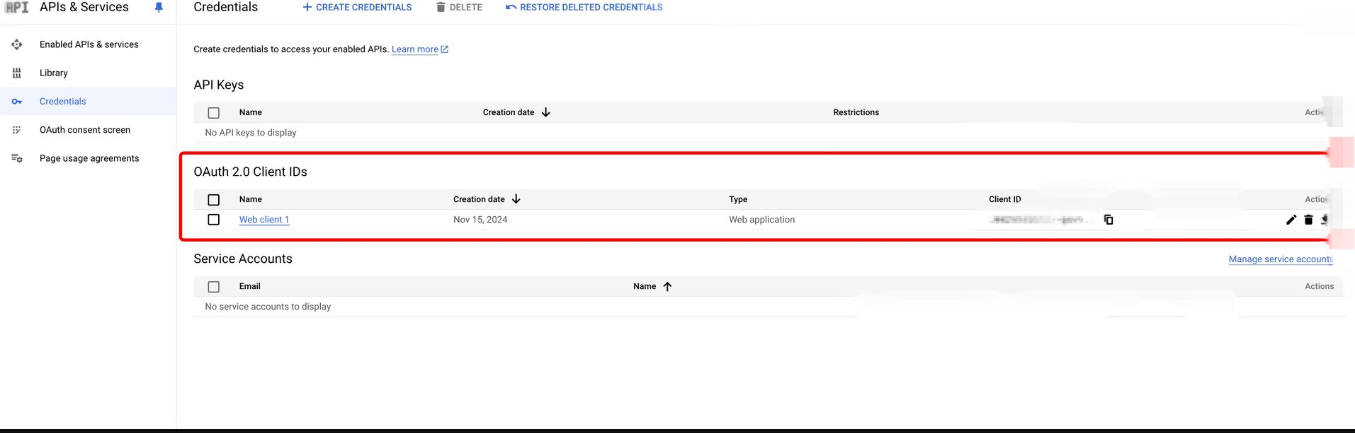 API APIs & Services
Credentials + CREATE CREDENTIALS DELETE RESTORE DELETED CREDENTIALS
Enabled APIs & services
Library
Credentials
OAuth consent screen
Page usage agreements
Create credentials to access your enabled APIs. Learn more
API Keys
Name Creation date Restrictions
No API keys to display
OAuth 2.0 Client IDs
Name Creation date Type Client ID
Web client 1 Nov 15, 2024 Web application
Service Accounts Manage service accounts
Email Name Actions
No service accounts to display